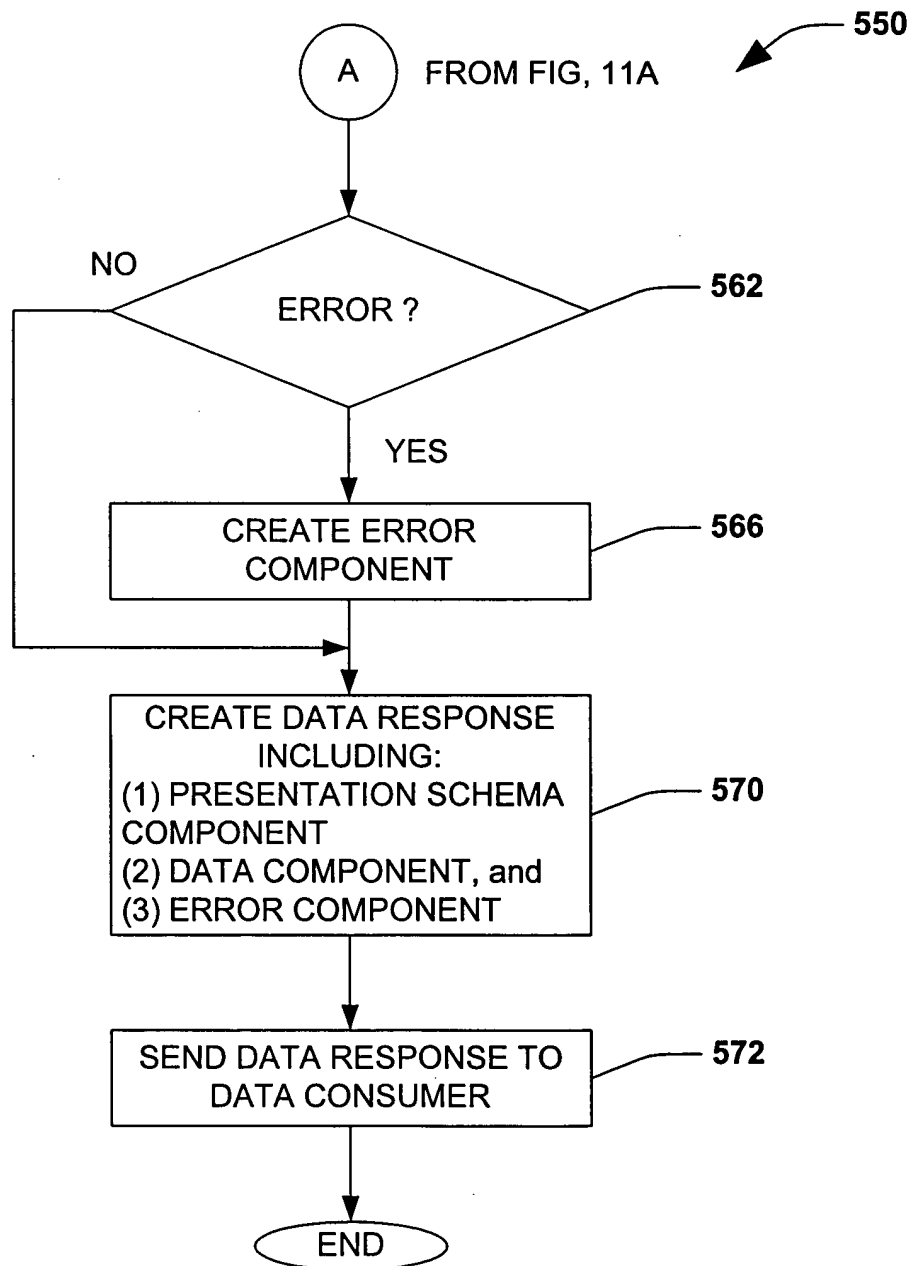 550
A
FROM FIG, 11A
NO
ERROR ?
562
YES
CREATE ERROR
COMPONENT
566
CREATE DATA RESPONSE
INCLUDING:
(1) PRESENTATION SCHEMA
COMPONENT
(2) DATA COMPONENT, and
(3) ERROR COMPONENT
570
SEND DATA RESPONSE TO
DATA CONSUMER
572
END